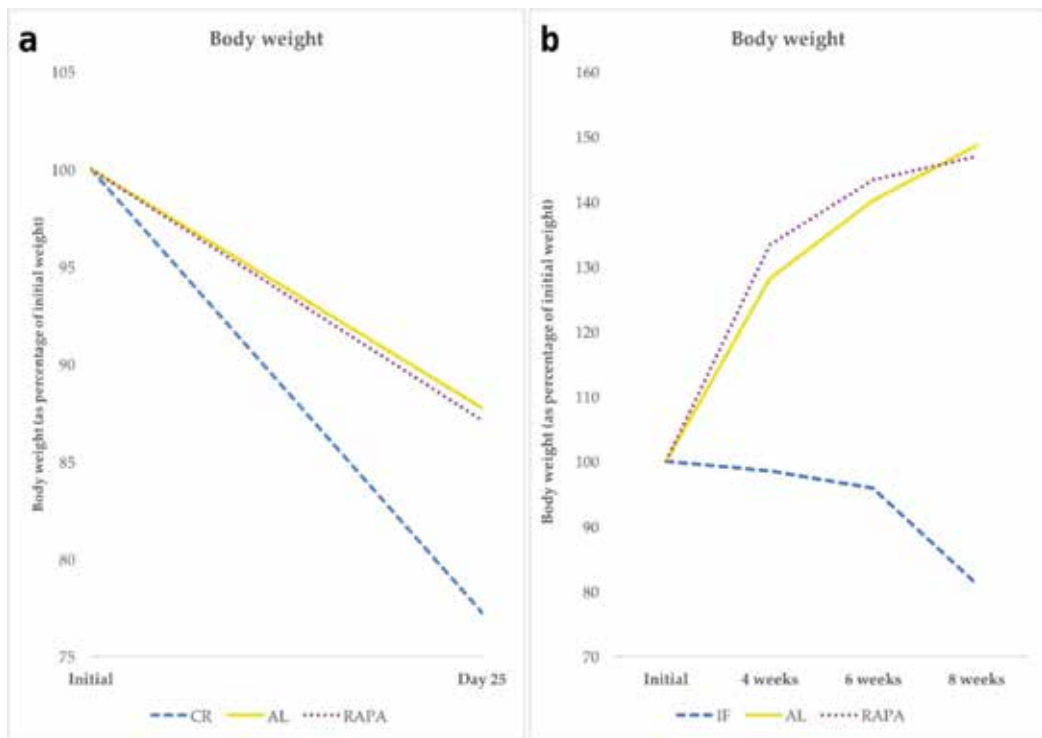 a
Body weight
105
100
95
90
85
80
75
Body weight (as percentage of initial weight)
Initial
Day 25
CR
AL
RAPA
b
Body weight
160
150
140
130
120
110
100
90
80
70
Body weight (as percentage of initial weight)
Initial
4 weeks
6 weeks
8 weeks
IF
AL
RAPA